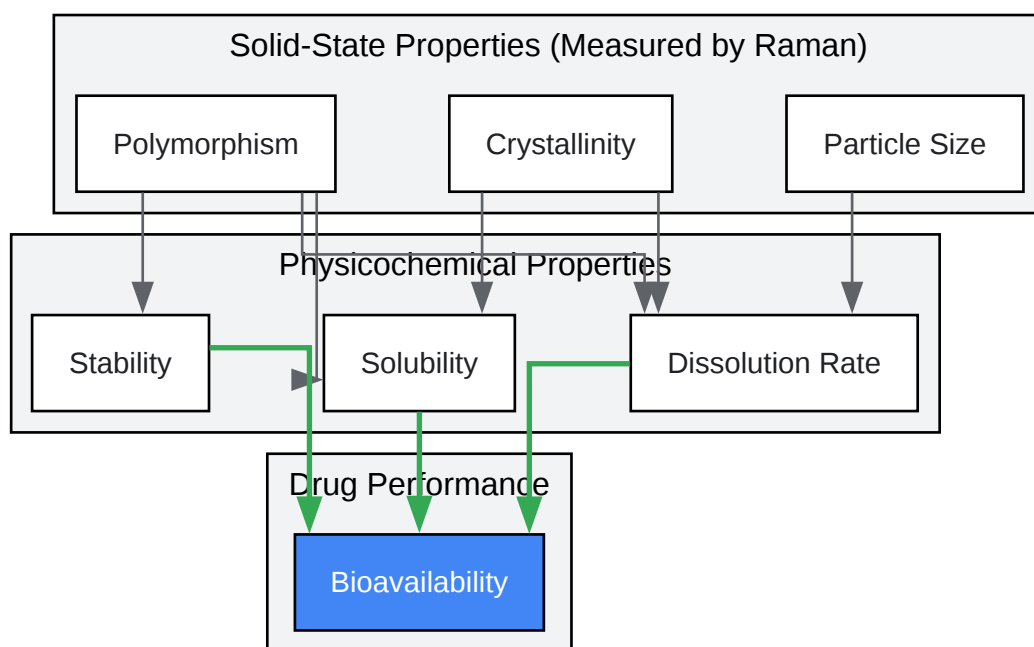 Solid-State Properties (Measured by Raman)
Polymorphism
Crystallinity
Particle Size
Physicochemical Properties
Stability
Solubility
Dissolution Rate
Drug Performance
Bioavailability